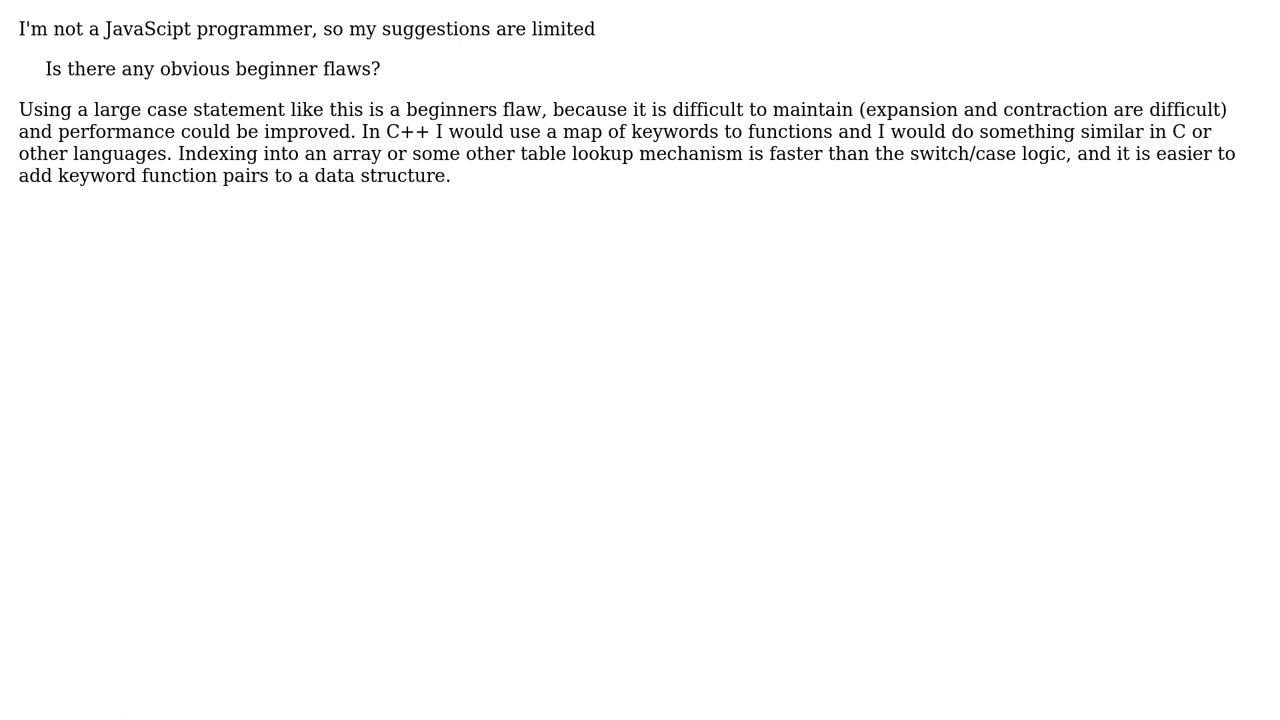 I'm not a JavaScipt programmer, so my suggestions are limited
Is there any obvious beginner flaws?
Using a large case statement like this is a beginners flaw, because it is difficult to maintain (expansion and contraction are difficult)
and performance could be improved. In C++ I would use a map of keywords to functions and I would do something similar in C or
other languages. Indexing into an array or some other table lookup mechanism is faster than the switch/case logic, and it is easier to
add keyword function pairs to a data structure.